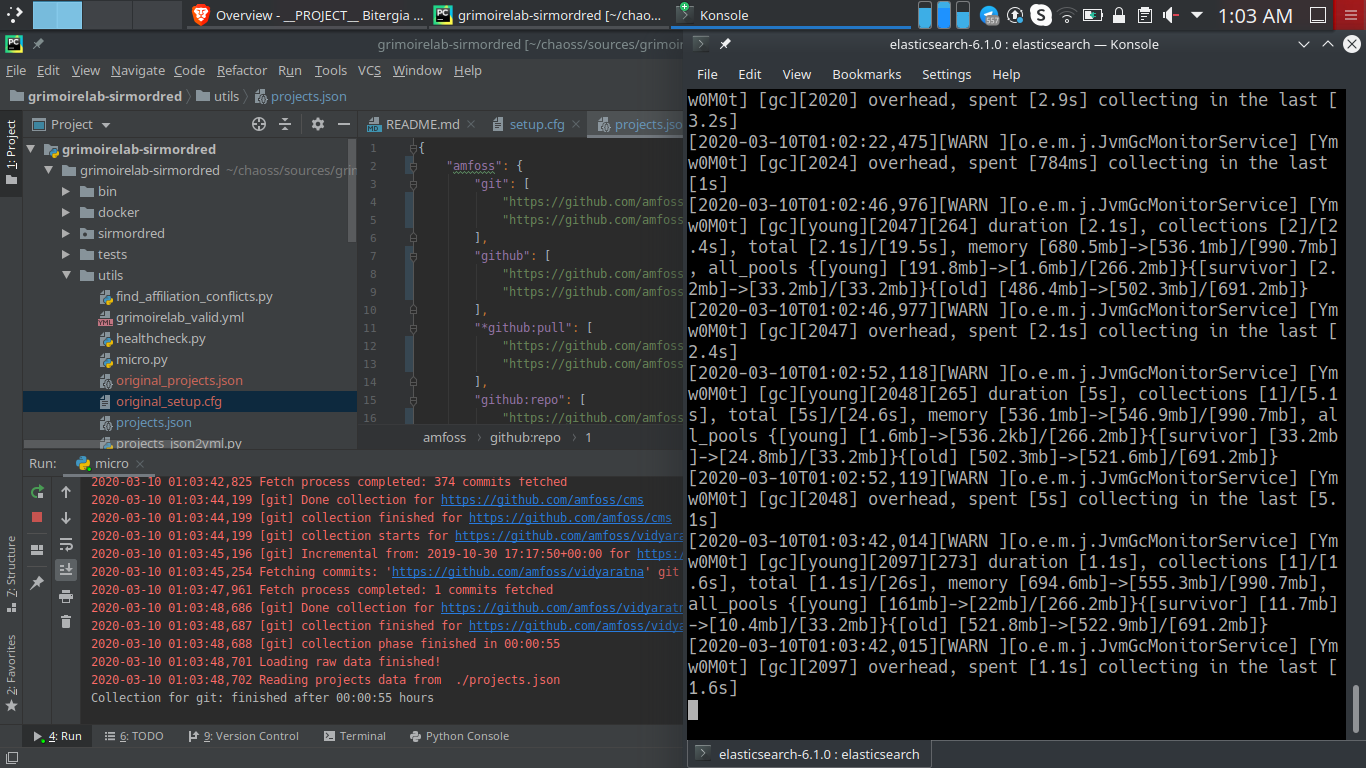 Overview - __PROJECT__ Bitergia ...
grimoirelab-sirmordred [~/chao...
Konsole
557
1:03 AM
grimoirelab-sirmordred [~/chaoss/sources/grimoi
File Edit View Navigate Code Refactor Run Tools VCS Window Help
grimoirelab-sirmordred utils projects.json
1: Project
Z: Structure
2: Favorites
Project
grimoirelab-sirmordred
grimoirelab-sirmordred ~/chaoss/sources/gri
bin
docker
sirmordred
tests
utils
find_affiliation_conflicts.py
grimoirelab_valid.yml
healthcheck.py
micro.py
original_projects.json
original_setup.cfg
projects.json
projects_json2yml.py
README.md setup.cfg projects.jso
1 {
2 "amfoss": {
3 "git": [
4 "https://github.com/amfoss
5 "https://github.com/amfoss
6 ],
7 "github": [
8 "https://github.com/amfoss
9 "https://github.com/amfoss
10 ],
11 "*github:pull": [
12 "https://github.com/amfoss
13 "https://github.com/amfoss
14 ],
15 "github:repo": [
16 "https://github.com/amfoss
amfoss github:repo 1
Run: micro
2020-03-10 01:03:42,825 Fetch process completed: 374 commits fetched
2020-03-10 01:03:44,199 [git] Done collection for https://github.com/amfoss/cms
2020-03-10 01:03:44,199 [git] collection finished for https://github.com/amfoss/cms
2020-03-10 01:03:44,199 [git] collection starts for https://github.com/amfoss/vidyara
2020-03-10 01:03:45,196 [git] Incremental from: 2019-10-30 17:17:50+00:00 for https:/
2020-03-10 01:03:45,254 Fetching commits: 'https://github.com/amfoss/vidyaratna' git
2020-03-10 01:03:47,961 Fetch process completed: 1 commits fetched
2020-03-10 01:03:48,686 [git] Done collection for https://github.com/amfoss/vidyaratn
2020-03-10 01:03:48,687 [git] collection finished for https://github.com/amfoss/vidya
2020-03-10 01:03:48,688 [git] collection phase finished in 00:00:55
2020-03-10 01:03:48,701 Loading raw data finished!
2020-03-10 01:03:48,702 Reading projects data from ./projects.json
Collection for git: finished after 00:00:55 hours
4: Run 6: TODO 9: Version Control Terminal Python Console
elasticsearch-6.1.0 : elasticsearch — Konsole
File Edit View Bookmarks Settings Help
w0M0t] [gc][2020] overhead, spent [2.9s] collecting in the last [
3.2s]
[2020-03-10T01:02:22,475][WARN ][o.e.m.j.JvmGcMonitorService] [Ym
w0M0t] [gc][2024] overhead, spent [784ms] collecting in the last
[1s]
[2020-03-10T01:02:46,976][WARN ][o.e.m.j.JvmGcMonitorService] [Ym
w0M0t] [gc][young][2047][264] duration [2.1s], collections [2]/[2
.4s], total [2.1s]/[19.5s], memory [680.5mb]->[536.1mb]/[990.7mb]
, all_pools {[young] [191.8mb]->[1.6mb]/[266.2mb]}{[survivor] [2.
2mb]->[33.2mb]/[33.2mb]}{[old] [486.4mb]->[502.3mb]/[691.2mb]}
[2020-03-10T01:02:46,977][WARN ][o.e.m.j.JvmGcMonitorService] [Ym
w0M0t] [gc][2047] overhead, spent [2.1s] collecting in the last [
2.4s]
[2020-03-10T01:02:52,118][WARN ][o.e.m.j.JvmGcMonitorService] [Ym
w0M0t] [gc][young][2048][265] duration [5s], collections [1]/[5.1
s], total [5s]/[24.6s], memory [536.1mb]->[546.9mb]/[990.7mb], al
l_pools {[young] [1.6mb]->[536.2kb]/[266.2mb]}{[survivor] [33.2mb
]->[24.8mb]/[33.2mb]}{[old] [502.3mb]->[521.6mb]/[691.2mb]}
[2020-03-10T01:02:52,119][WARN ][o.e.m.j.JvmGcMonitorService] [Ym
w0M0t] [gc][2048] overhead, spent [5s] collecting in the last [5.
1s]
[2020-03-10T01:03:42,014][WARN ][o.e.m.j.JvmGcMonitorService] [Ym
w0M0t] [gc][young][2097][273] duration [1.1s], collections [1]/[1
.6s], total [1.1s]/[26s], memory [694.6mb]->[555.3mb]/[990.7mb],
all_pools {[young] [161mb]->[22mb]/[266.2mb]}{[survivor] [11.7mb]
->[10.4mb]/[33.2mb]}{[old] [521.8mb]->[522.9mb]/[691.2mb]}
[2020-03-10T01:03:42,015][WARN ][o.e.m.j.JvmGcMonitorService] [Ym
w0M0t] [gc][2097] overhead, spent [1.1s] collecting in the last [
1.6s]
elasticsearch-6.1.0 : elasticsearch